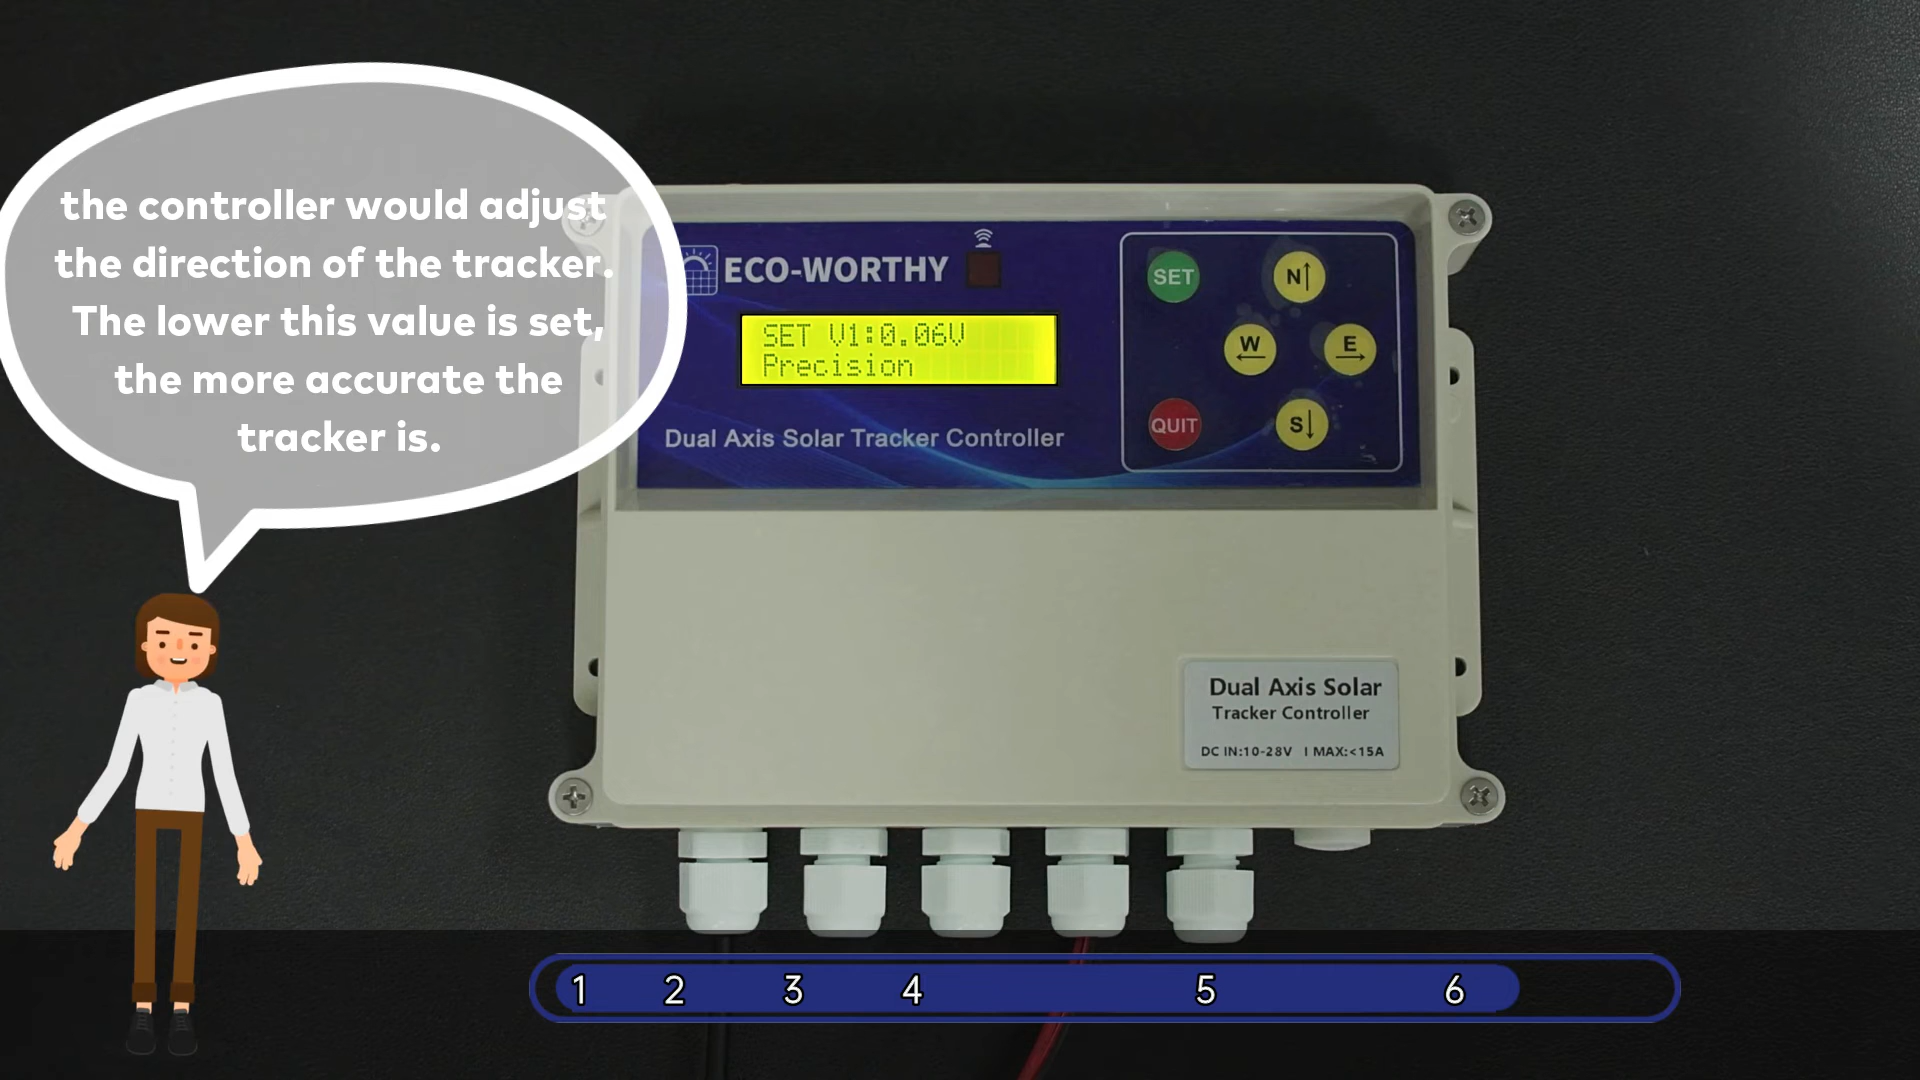 the controller would adjust
the direction of the tracker.
The lower this value is set,
the more accurate the
tracker is.
ECO-WORTHY
SET V1:0.06V
Precision
Dual Axis Solar Tracker Controller
SET
N↑
W
←
E
→
QUIT
S↓
Dual Axis Solar
Tracker Controller
DC IN:10-28V I MAX:<15A
1 2 3 4 5 6